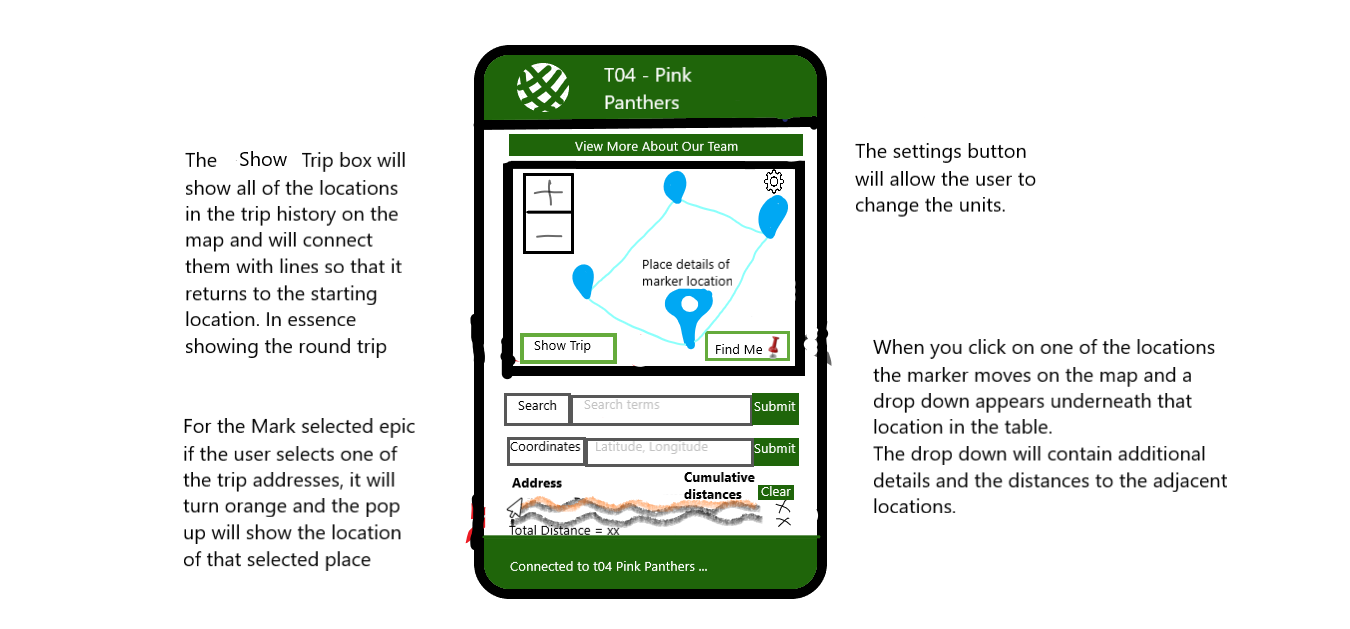 T04 - Pink
Panthers
View More About Our Team
The Show Trip box will
show all of the locations
in the trip history on the
map and will connect
them with lines so that it
returns to the starting
location. In essence
showing the round trip
For the Mark selected epic
if the user selects one of
the trip addresses, it will
turn orange and the pop
up will show the location
of that selected place
Place details of
marker location
Show Trip
Find Me
Search
Search terms
Submit
Coordinates
Latitude, Longitude
Submit
Address
Cumulative
distances
Clear
Total Distance = xx
Connected to t04 Pink Panthers ...
The settings button
will allow the user to
change the units.
When you click on one of the locations
the marker moves on the map and a
drop down appears underneath that
location in the table.
The drop down will contain additional
details and the distances to the adjacent
locations.